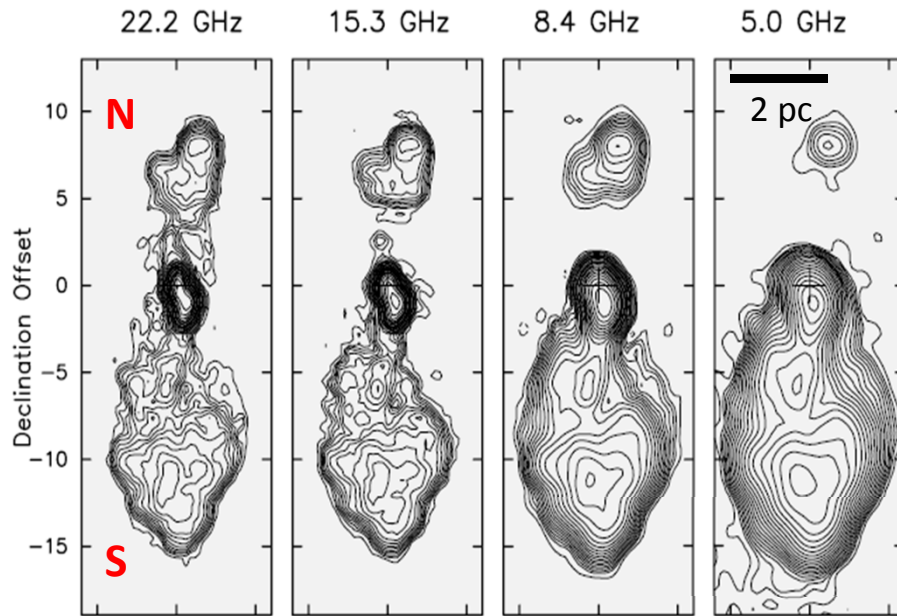 22.2 GHz 15.3 GHz 8.4 GHz 5.0 GHz
N
2 pc
10
5
0
−5
−10
−15
Declination Offset
S